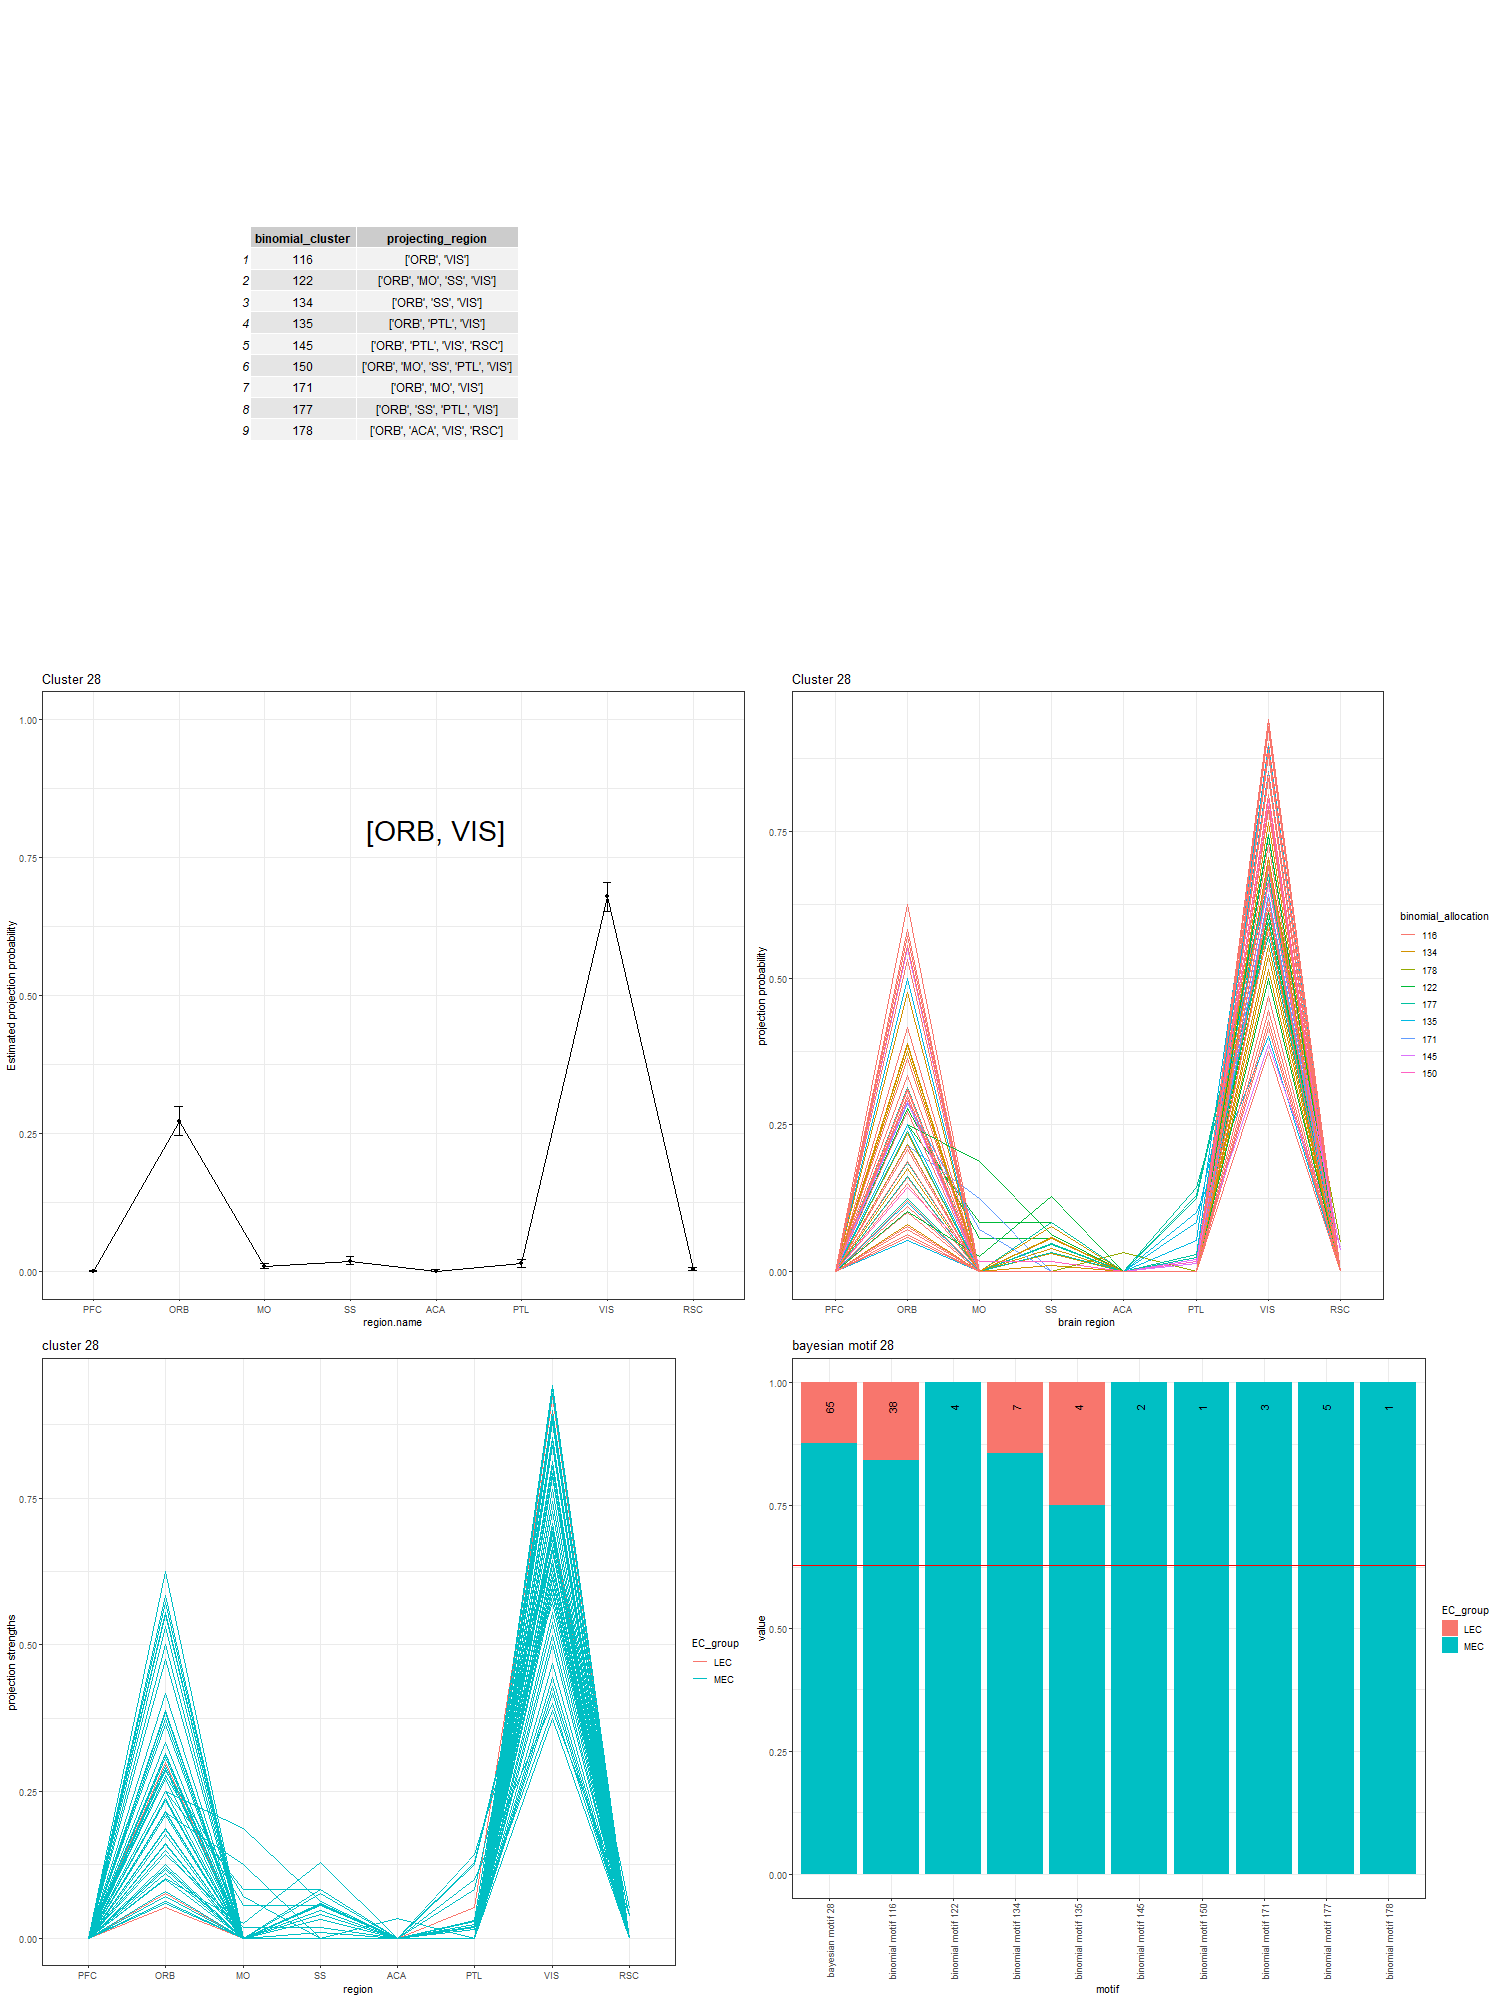 binomial_cluster projecting_region
1 116 ['ORB', 'VIS']
2 122 ['ORB', 'MO', 'SS', 'VIS']
3 134 ['ORB', 'SS', 'VIS']
4 135 ['ORB', 'PTL', 'VIS']
5 145 ['ORB', 'PTL', 'VIS', 'RSC']
6 150 ['ORB', 'MO', 'SS', 'PTL', 'VIS']
7 171 ['ORB', 'MO', 'VIS']
8 177 ['ORB', 'SS', 'PTL', 'VIS']
9 178 ['ORB', 'ACA', 'VIS', 'RSC']
Cluster 28
1.00
0.75
0.50
0.25
0.00
Estimated projection probability
[ORB, VIS]
PFC ORB MO SS ACA PTL VIS RSC
region.name
Cluster 28
0.75
0.50
0.25
0.00
projection probability
PFC ORB MO SS ACA PTL VIS RSC
brain region
binomial_allocation
116
134
178
122
177
135
171
145
150
cluster 28
0.75
0.50
0.25
0.00
projection strengths
PFC ORB MO SS ACA PTL VIS RSC
region
EC_group
LEC
MEC
bayesian motif 28
1.00
0.75
0.50
0.25
0.00
value
65 38 4 7 4 2 1 3 5 1
bayesian motif 28
binomial motif 116
binomial motif 122
binomial motif 134
binomial motif 135
binomial motif 145
binomial motif 150
binomial motif 171
binomial motif 177
binomial motif 178
motif
EC_group
LEC
MEC